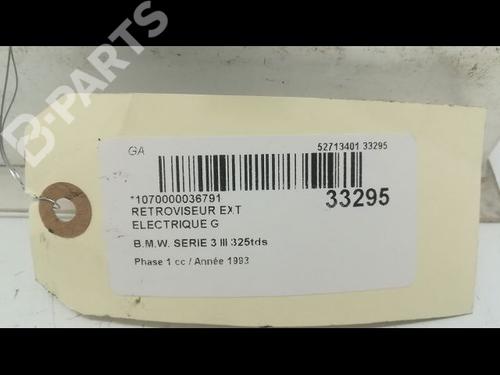 B-PARTS
GA
52713401 33295
*1070000036791
33295
RETROVISEUR EXT
ELECTRIQUE G
B.M.W. SERIE 3 III 325tds
Phase 1 cc / Année 1993